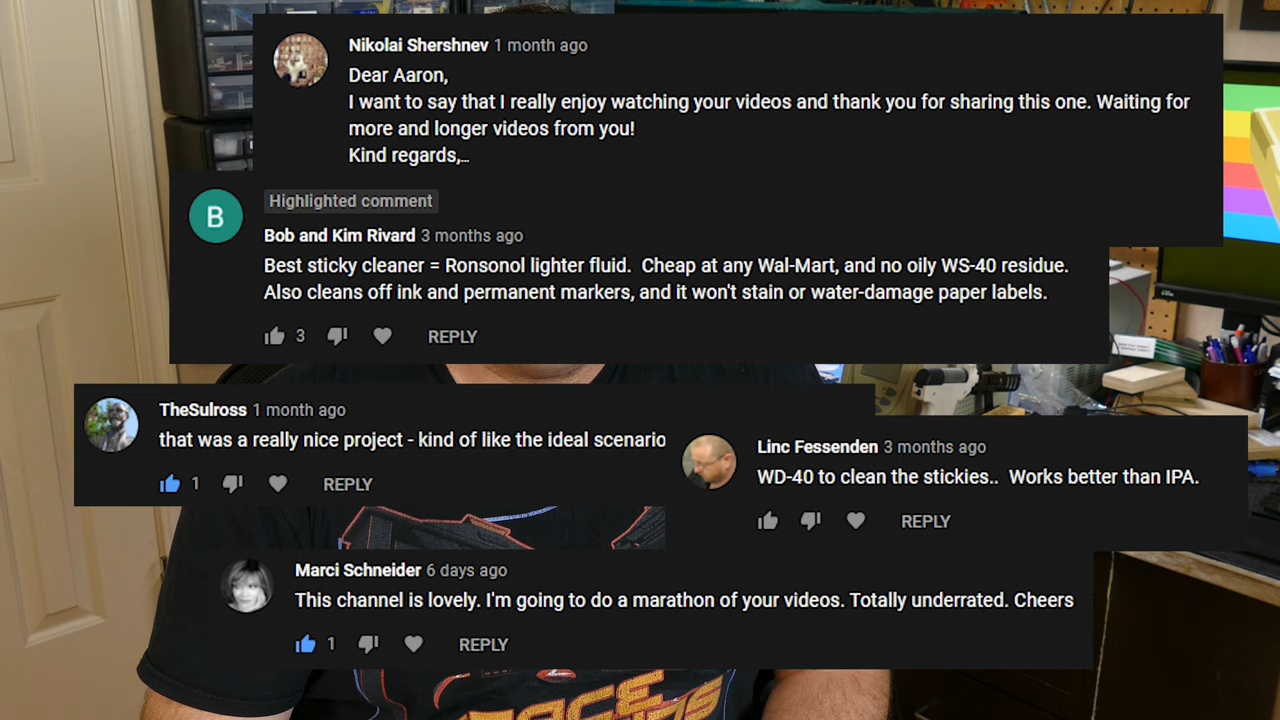 Nikolai Shershnev 1 month ago
Dear Aaron,
I want to say that I really enjoy watching your videos and thank you for sharing this one. Waiting for
more and longer videos from you!
Kind regards,...
Highlighted comment
B
Bob and Kim Rivard 3 months ago
Best sticky cleaner = Ronsonol lighter fluid. Cheap at any Wal-Mart, and no oily WS-40 residue.
Also cleans off ink and permanent markers, and it won't stain or water-damage paper labels.
3 REPLY
TheSulross 1 month ago
that was a really nice project - kind of like the ideal scenario
1 REPLY
Linc Fessenden 3 months ago
WD-40 to clean the stickies.. Works better than IPA.
REPLY
Marci Schneider 6 days ago
This channel is lovely. I'm going to do a marathon of your videos. Totally underrated. Cheers
1 REPLY